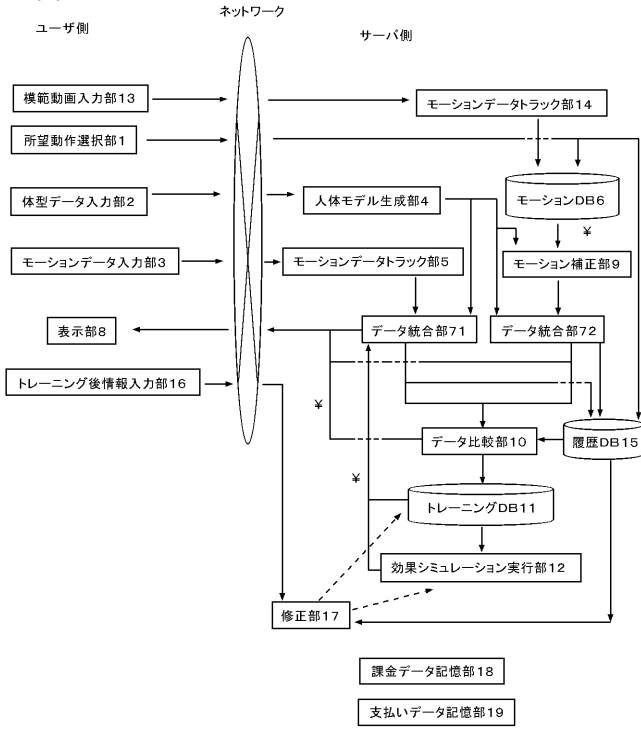 ネットワーク
ユーザ側
サーバ側
模範動画入力部13
モーションデータトラック部14
所望動作選択部1
体型データ入力部2
人体モデル生成部4
モーションDB6
¥
モーションデータ入力部3
モーションデータトラック部5
モーション補正部9
表示部8
データ統合部71
データ統合部72
トレーニング後情報入力部16
¥
データ比較部10
履歴DB15
¥
トレーニングDB11
効果シミュレーション実行部12
修正部17
課金データ記憶部18
支払いデータ記憶部19